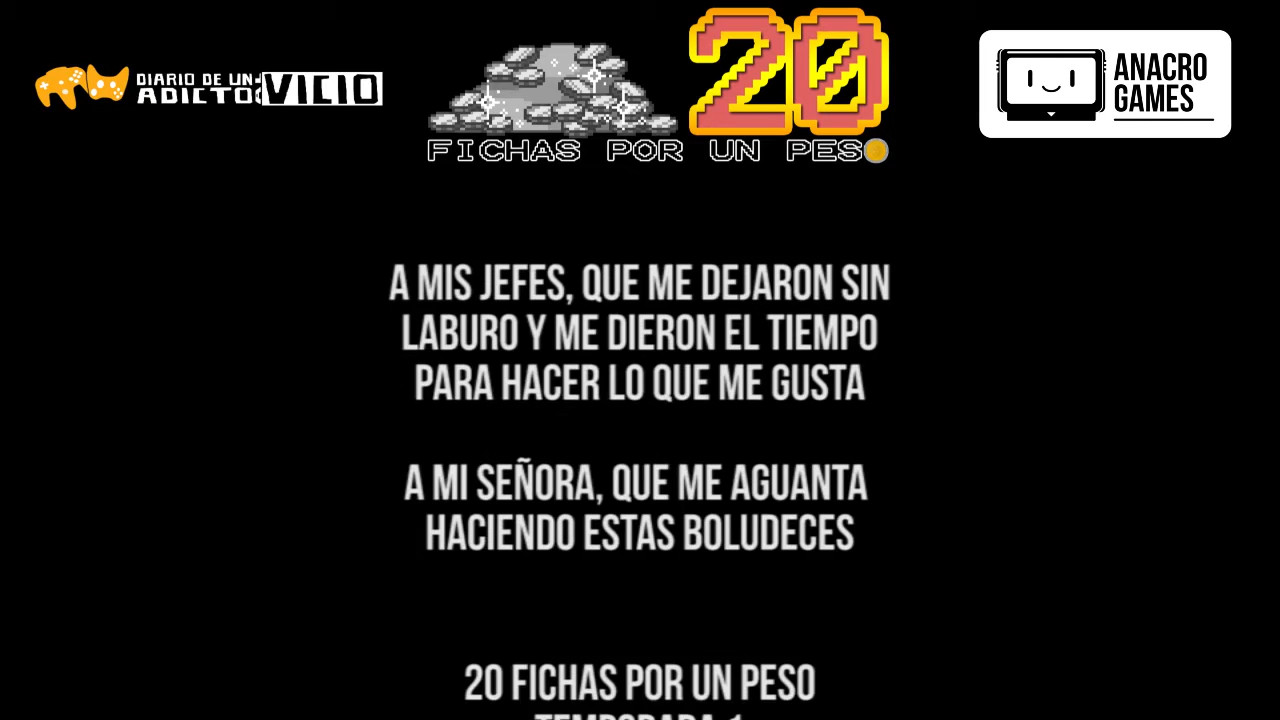 DIARIO DE UN
ADICTO
VICIO
20
FICHAS POR UN PESO
ANACRO
GAMES
A MIS JEFES, QUE ME DEJARON SIN
LABURO Y ME DIERON EL TIEMPO
PARA HACER LO QUE ME GUSTA
A MI SEÑORA, QUE ME AGUANTA
HACIENDO ESTAS BOLUDECES
20 FICHAS POR UN PESO
TEMPORADA 1